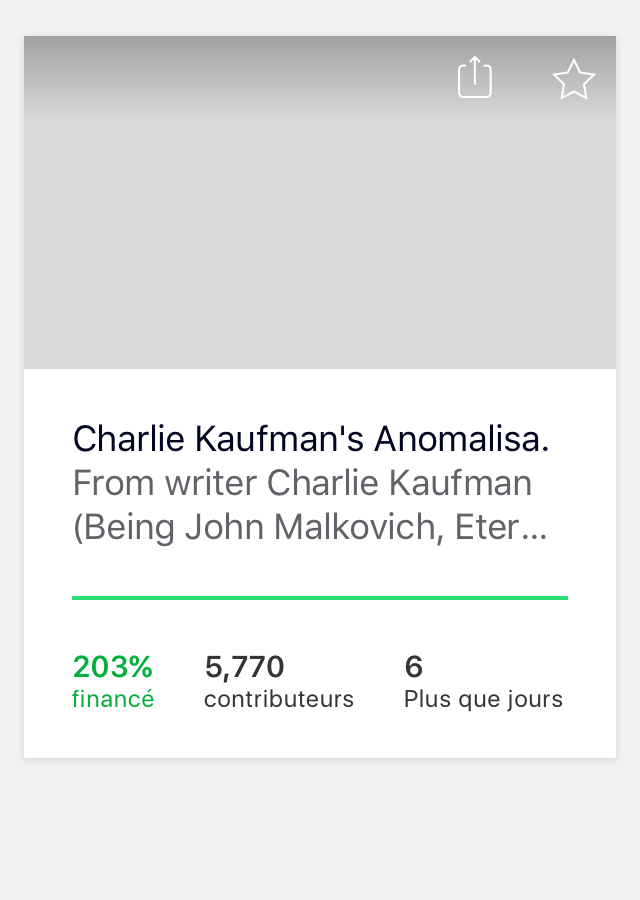 Charlie Kaufman's Anomalisa.
From writer Charlie Kaufman
(Being John Malkovich, Eter...
203% 5,770 6
financé contributeurs Plus que jours